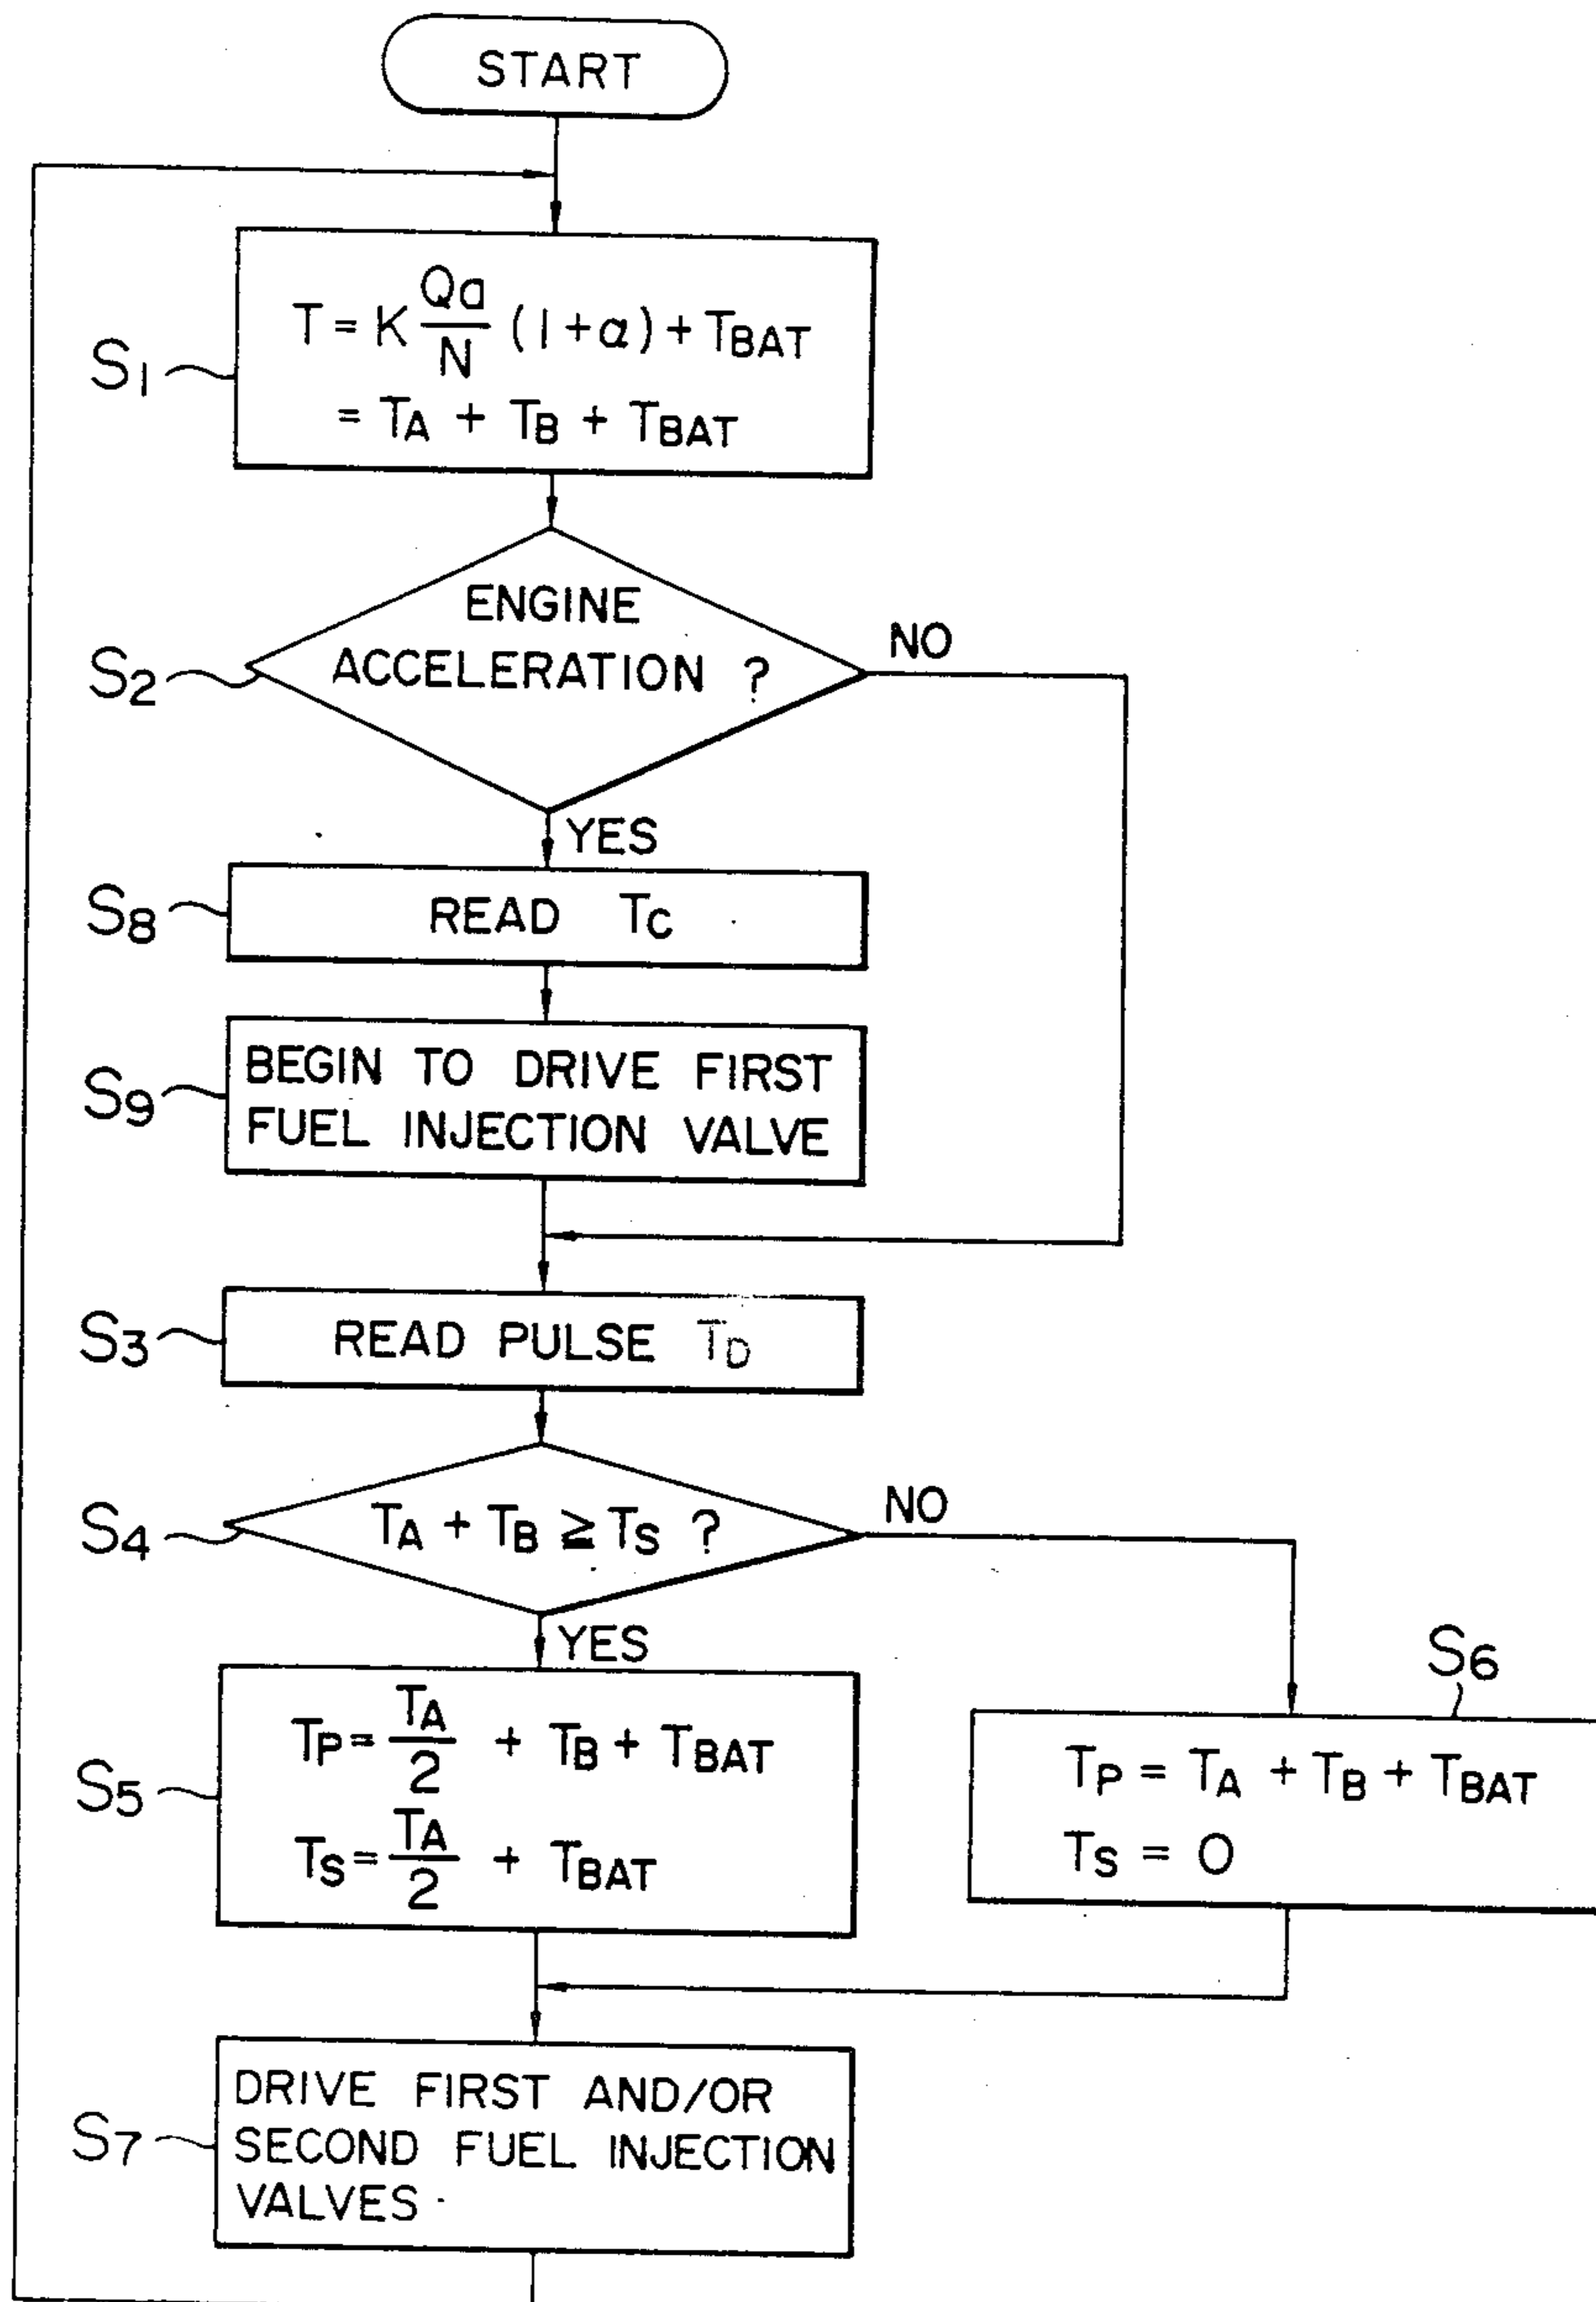 START
S1
T = K Qa/N (1+α) + TBAT
= TA + TB + TBAT
S2
ENGINE
ACCELERATION ?
NO
YES
S8
READ TC
S9
BEGIN TO DRIVE FIRST
FUEL INJECTION VALVE
S3
READ PULSE TD
S4
TA + TB ≧ TS ?
NO
YES
S5
TP = TA/2 + TB + TBAT
TS = TA/2 + TBAT
S6
TP = TA + TB + TBAT
TS = 0
S7
DRIVE FIRST AND/OR
SECOND FUEL INJECTION
VALVES